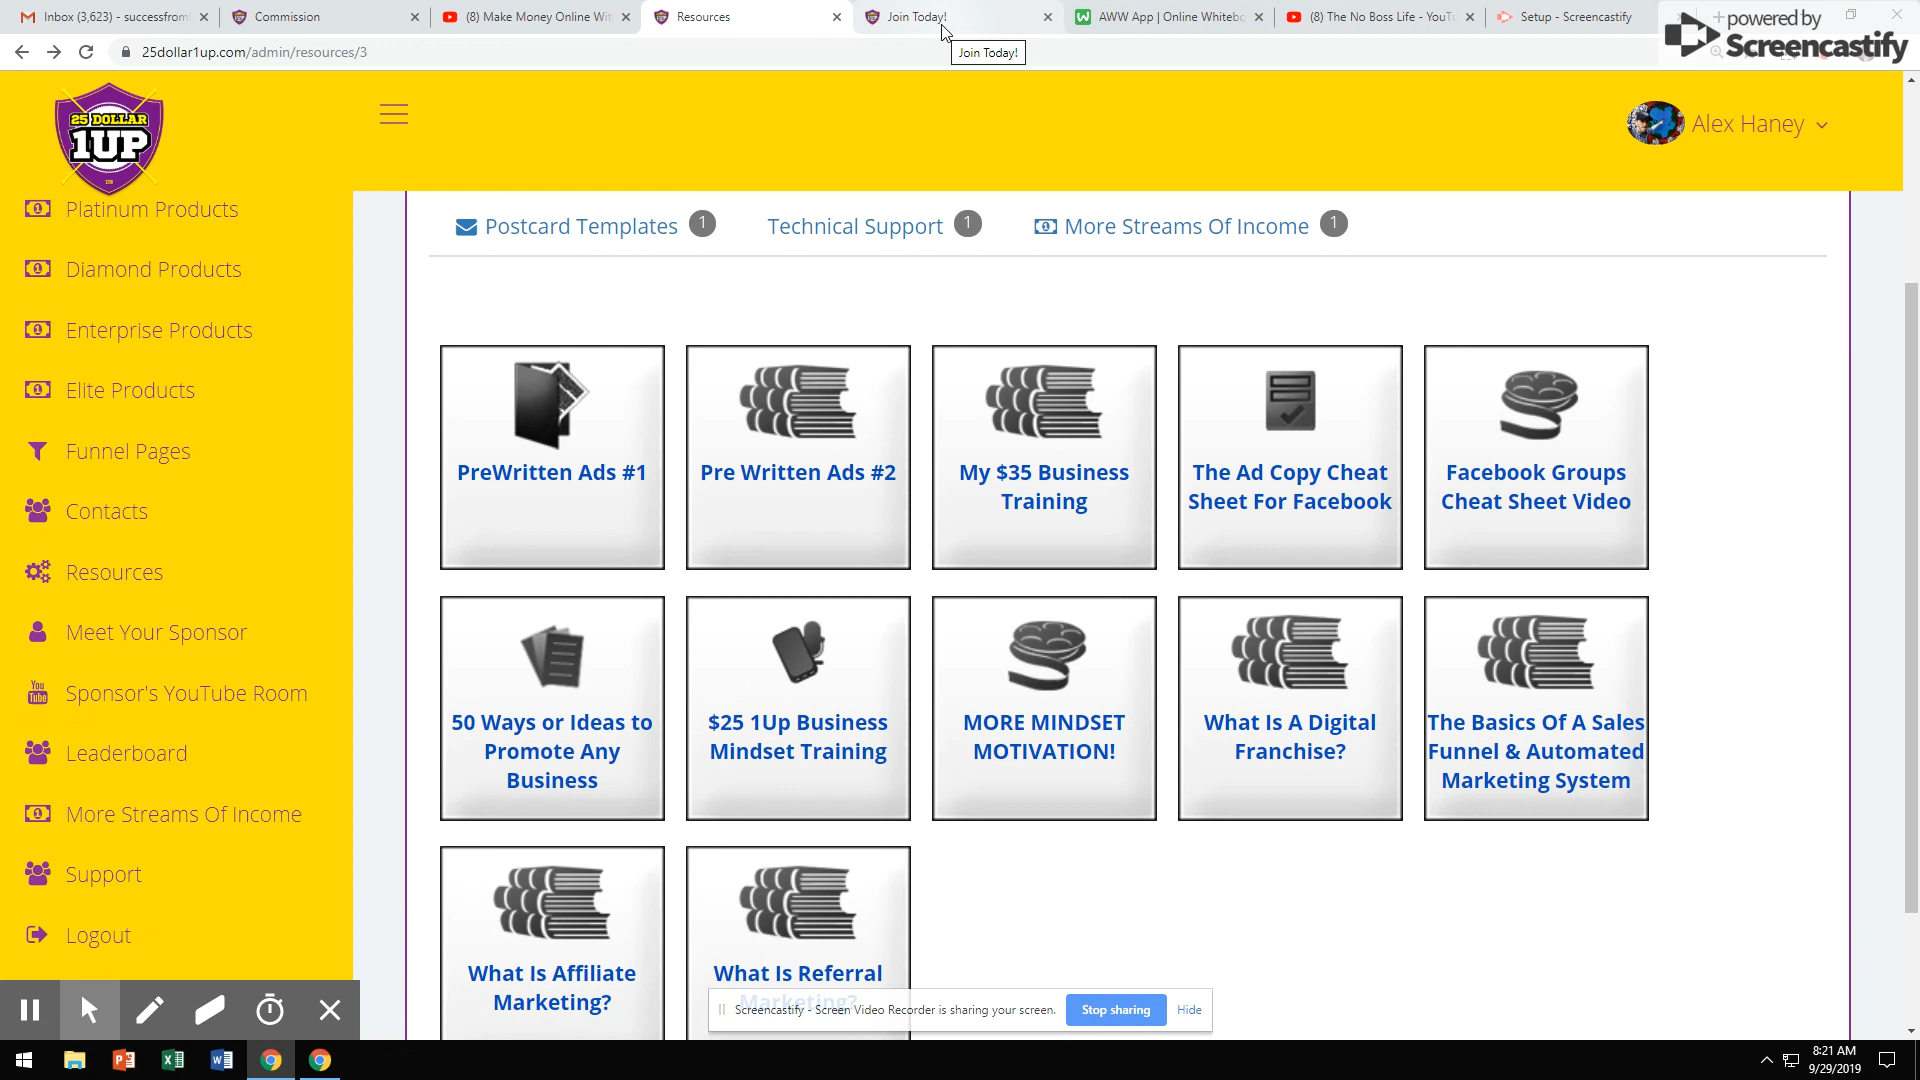 Inbox (3,623) - successfrom
Commission
(8) Make Money Online Wit
Resources
Join Today!
AWW App | Online Whitebo
(8) The No Boss Life - YouTu
Setup - Screencastify
powered by
Screencastify
25dollar1up.com/admin/resources/3
Join Today!
25 DOLLAR
1UP
Alex Haney
Platinum Products
Diamond Products
Enterprise Products
Elite Products
Funnel Pages
Contacts
Resources
Meet Your Sponsor
You
Tube
Sponsor's YouTube Room
Leaderboard
More Streams Of Income
Support
Logout
Postcard Templates 1
Technical Support 1
More Streams Of Income 1
PreWritten Ads #1
Pre Written Ads #2
My $35 Business
Training
The Ad Copy Cheat
Sheet For Facebook
Facebook Groups
Cheat Sheet Video
50 Ways or Ideas to
Promote Any
Business
$25 1Up Business
Mindset Training
MORE MINDSET
MOTIVATION!
What Is A Digital
Franchise?
The Basics Of A Sales
Funnel & Automated
Marketing System
What Is Affiliate
Marketing?
What Is Referral
Marketing?
Screencastify - Screen Video Recorder is sharing your screen.
Stop sharing
Hide
8:21 AM
9/29/2019